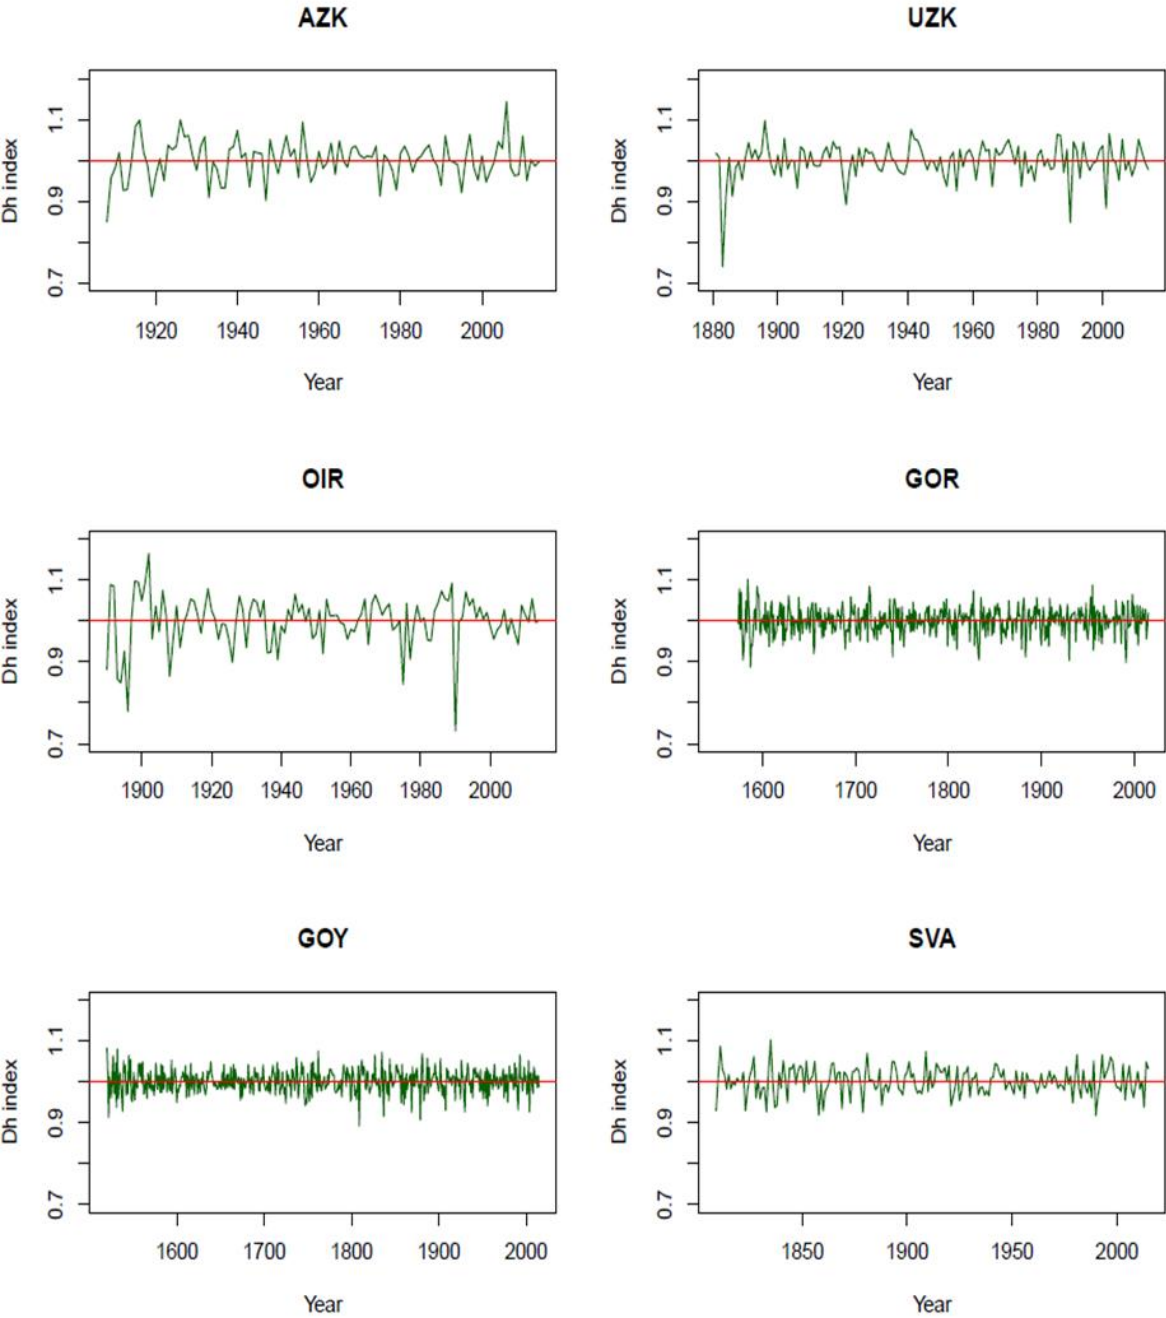 AZK
UZK
Dh index
0.7 0.9 1.1
1920 1940 1960 1980 2000
Year
Dh index
0.7 0.9 1.1
1880 1900 1920 1940 1960 1980 2000
Year
OIR
GOR
Dh index
0.7 0.9 1.1
1900 1920 1940 1960 1980 2000
Year
Dh index
0.7 0.9 1.1
1600 1700 1800 1900 2000
Year
GOY
SVA
Dh index
0.7 0.9 1.1
1600 1700 1800 1900 2000
Year
Dh index
0.7 0.9 1.1
1850 1900 1950 2000
Year